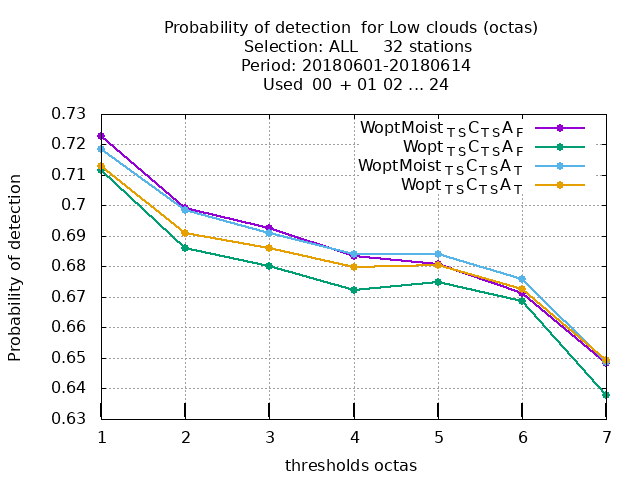 Probability of detection  for Low clouds (octas)
Selection: ALL     32 stations
Period: 20180601-20180614
Used  00 + 01 02 ... 24
WoptMoist TS C TS A F
Wopt TS C TS A F
WoptMoist TS C TS A T
Wopt TS C TS A T
0.73
0.72
0.71
0.7
0.69
0.68
0.67
0.66
0.65
0.64
0.63
Probability of detection
1 2 3 4 5 6 7
thresholds octas